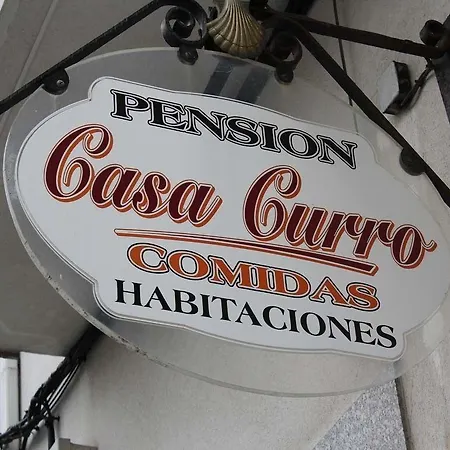 PENSION
Casa Curro
COMIDAS
HABITACIONES